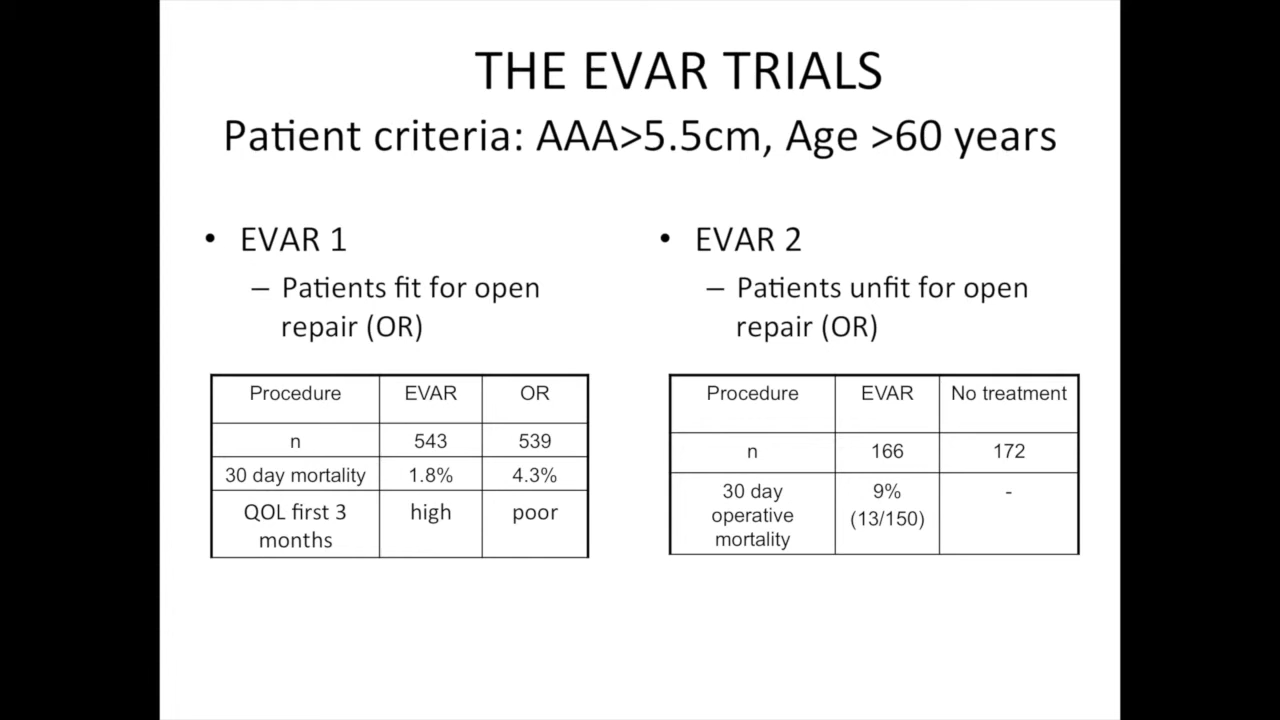 THE EVAR TRIALS
Patient criteria: AAA>5.5cm, Age >60 years
• EVAR 1
– Patients fit for open
repair (OR)
Procedure EVAR OR
n 543 539
30 day mortality 1.8% 4.3%
QOL first 3 high poor
months
• EVAR 2
– Patients unfit for open
repair (OR)
Procedure EVAR No treatment
n 166 172
30 day 9% -
operative (13/150)
mortality